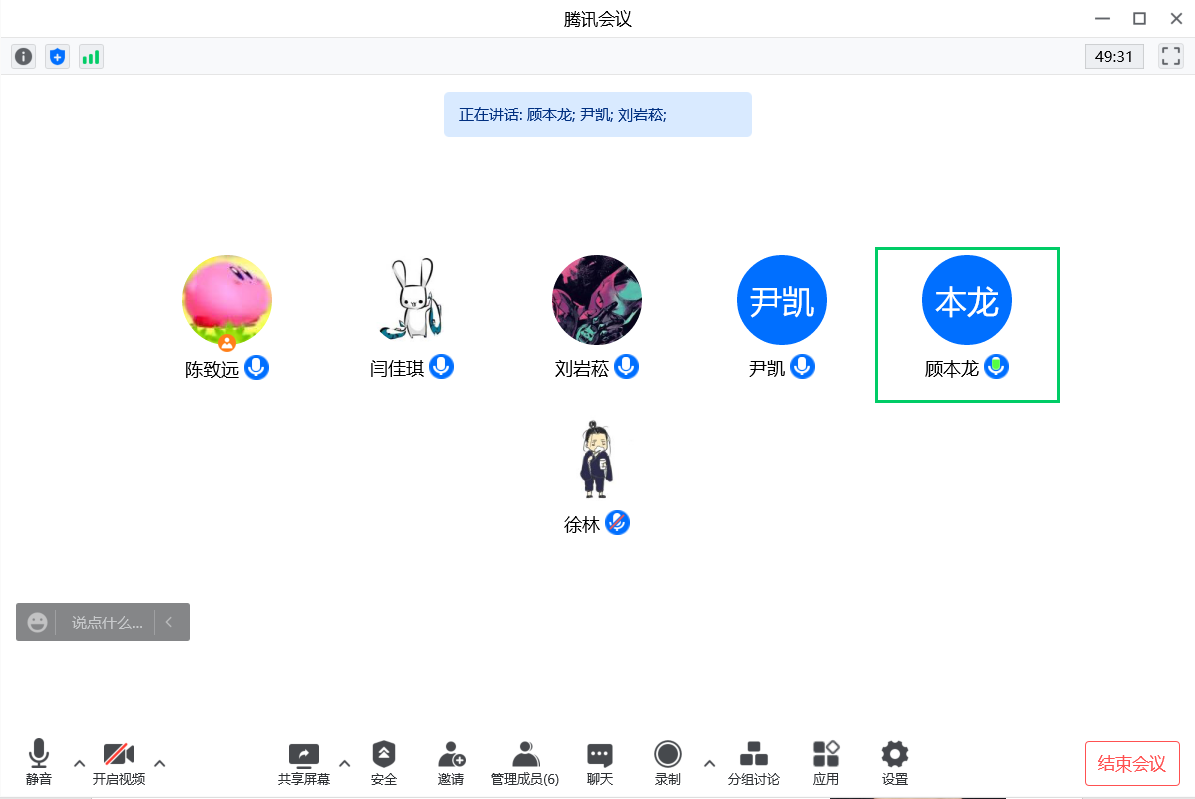 腾讯会议
49:31
正在讲话: 顾本龙; 尹凯; 刘岩菘;
尹凯 本龙
陈致远 闫佳琪 刘岩菘 尹凯 顾本龙
徐林
说点什么...
静音 开启视频 共享屏幕 安全 邀请 管理成员(6) 聊天 录制 分组讨论 应用 设置 结束会议